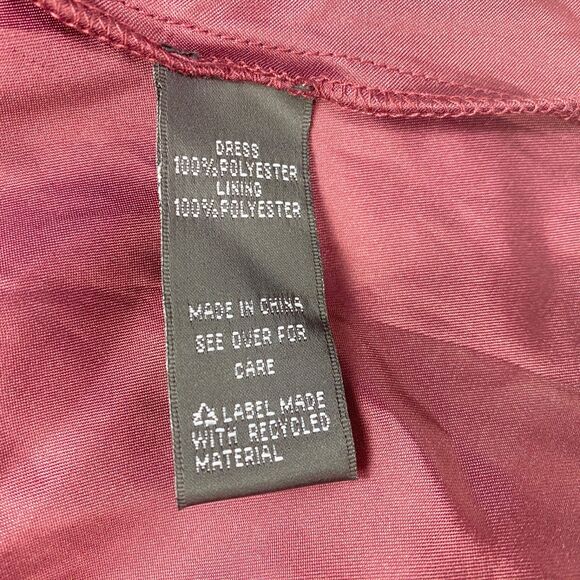 DRESS
100%POLYESTER
LINING
100%POLYESTER
MADE IN CHINA
SEE OVER FOR
CARE
LABEL MADE
WITH RECYCLED
MATERIAL